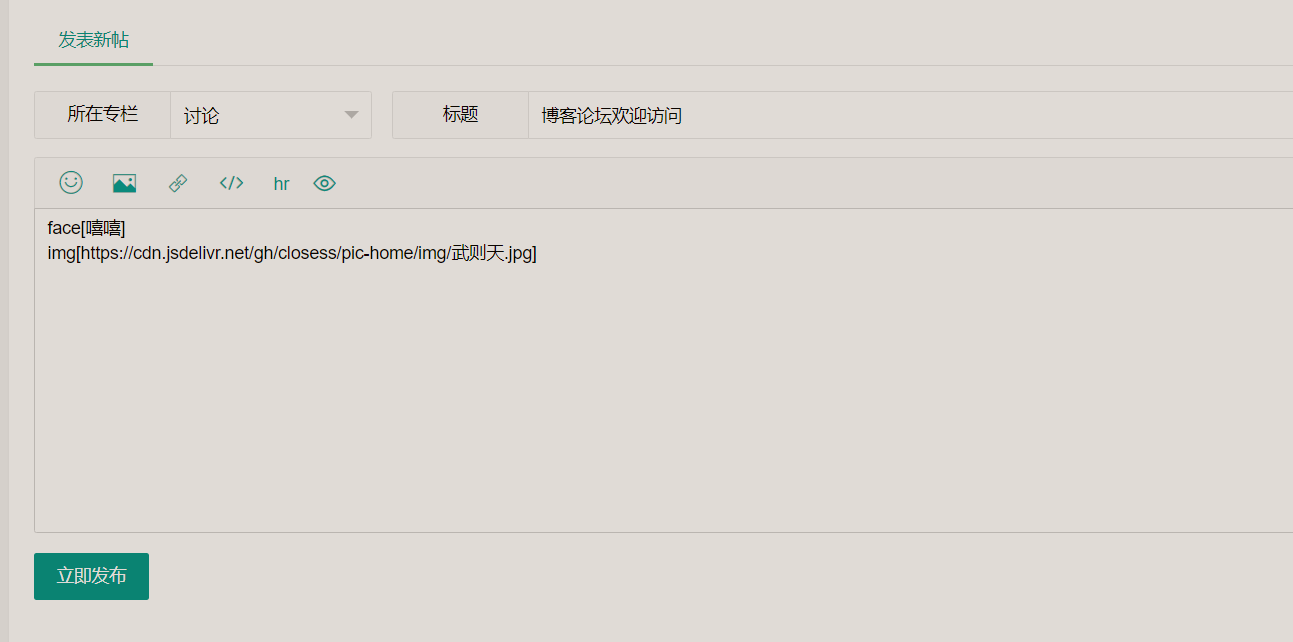 发表新帖
所在专栏 讨论 标题 博客论坛欢迎访问
</> hr
face[嘻嘻]
img[https://cdn.jsdelivr.net/gh/closess/pic-home/img/武则天.jpg]
立即发布